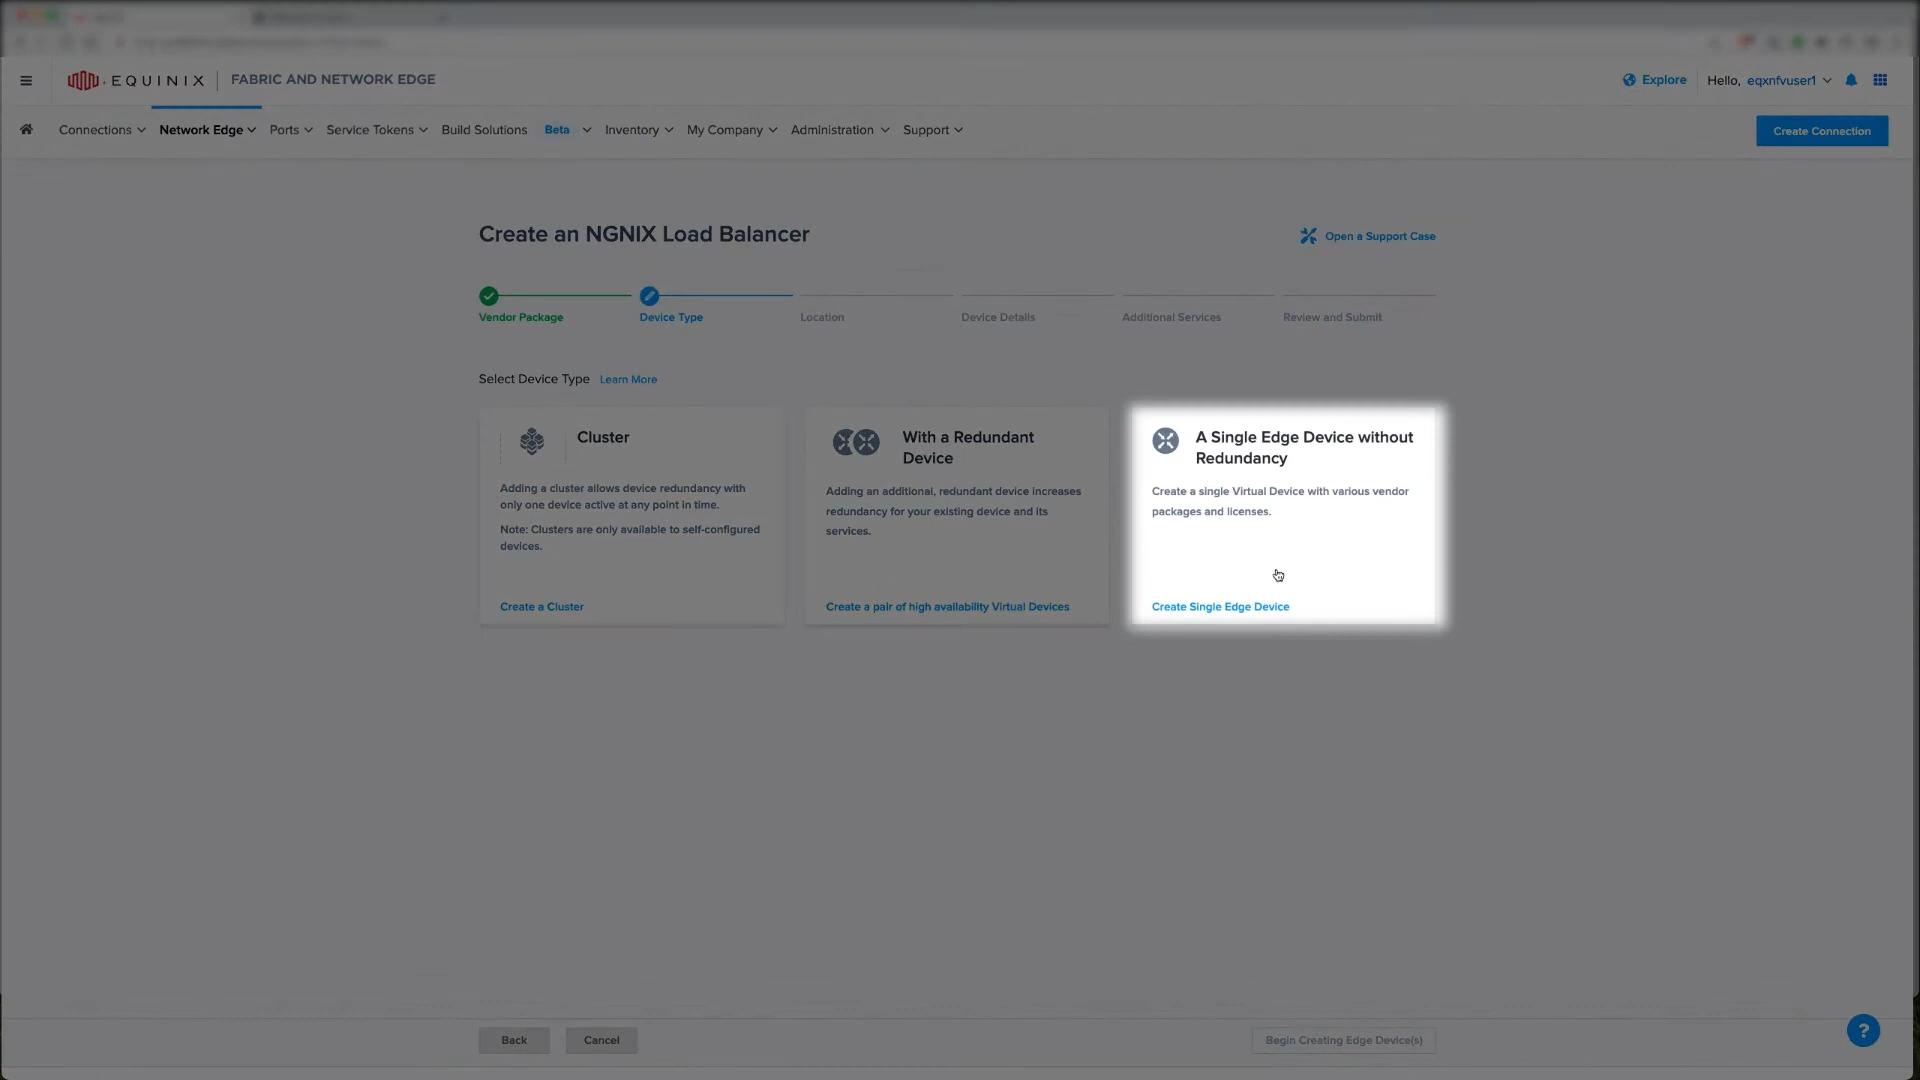 EQUINIX FABRIC AND NETWORK EDGE
Explore Hello, eqxnfvuser1
Connections Network Edge Ports Service Tokens Build Solutions Beta Inventory My Company Administration Support
Create Connection
Create an NGNIX Load Balancer
Open a Support Case
Vendor Package Device Type Location Device Details Additional Services Review and Submit
Select Device Type Learn More
Cluster
Adding a cluster allows device redundancy with
only one device active at any point in time.
Note: Clusters are only available to self-configured
devices.
Create a Cluster
With a Redundant
Device
Adding an additional, redundant device increases
redundancy for your existing device and its
services.
Create a pair of high availability Virtual Devices
A Single Edge Device without
Redundancy
Create a single Virtual Device with various vendor
packages and licenses.
Create Single Edge Device
Back Cancel Begin Creating Edge Device(s)
?